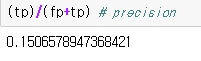 (tp)/(fp+tp) # precision
0.1506578947368421